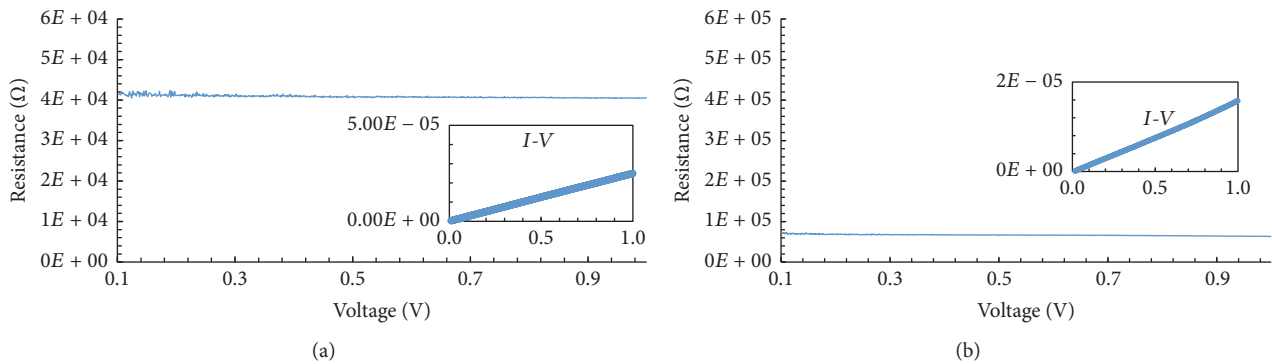 6E + 04
5E + 04
4E + 04
3E + 04
2E + 04
1E + 04
0E + 00
Resistance (Ω)
0.1
0.3
0.5
0.7
0.9
Voltage (V)
5.00E − 05
0.00E + 00
I-V
0.0
0.5
1.0
(a)
6E + 05
5E + 05
4E + 05
3E + 05
2E + 05
1E + 05
0E + 00
Resistance (Ω)
0.1
0.3
0.5
0.7
0.9
Voltage (V)
2E − 05
0E + 00
I-V
0.0
0.5
1.0
(b)